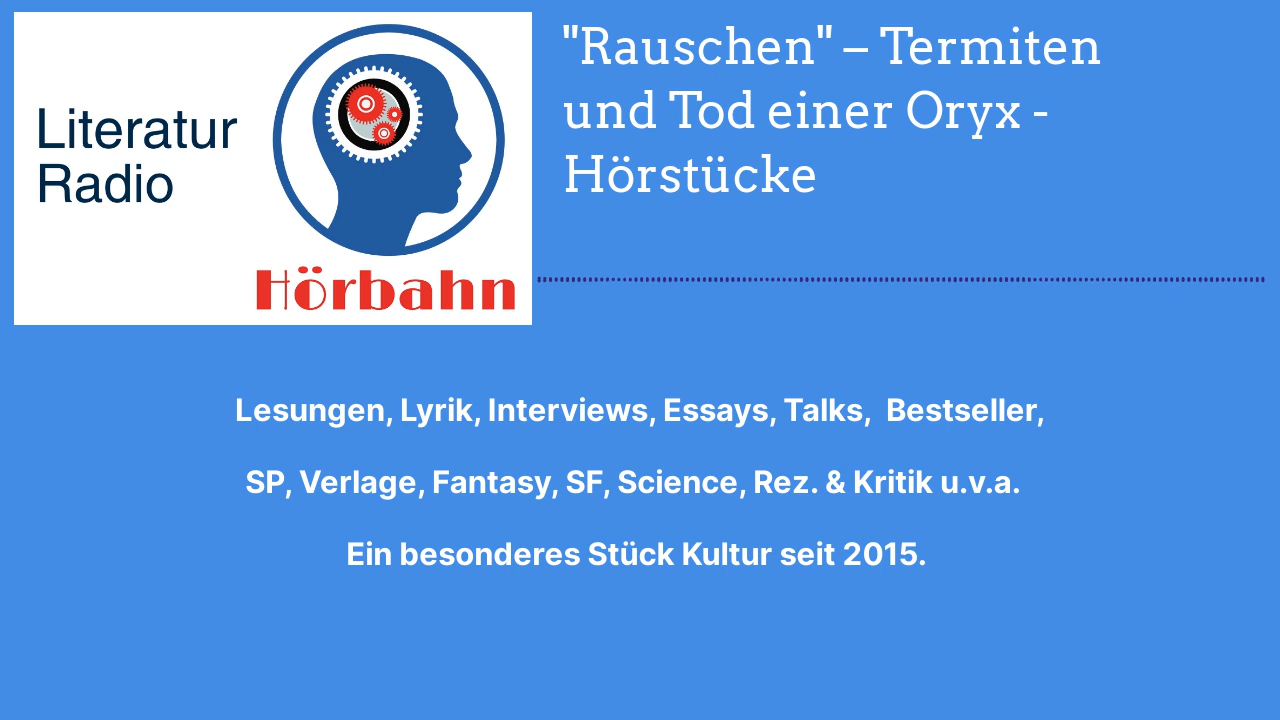 Literatur
Radio
Hörbahn
"Rauschen" – Termiten
und Tod einer Oryx -
Hörstücke
Lesungen, Lyrik, Interviews, Essays, Talks,  Bestseller,
SP, Verlage, Fantasy, SF, Science, Rez. & Kritik u.v.a.
Ein besonderes Stück Kultur seit 2015.